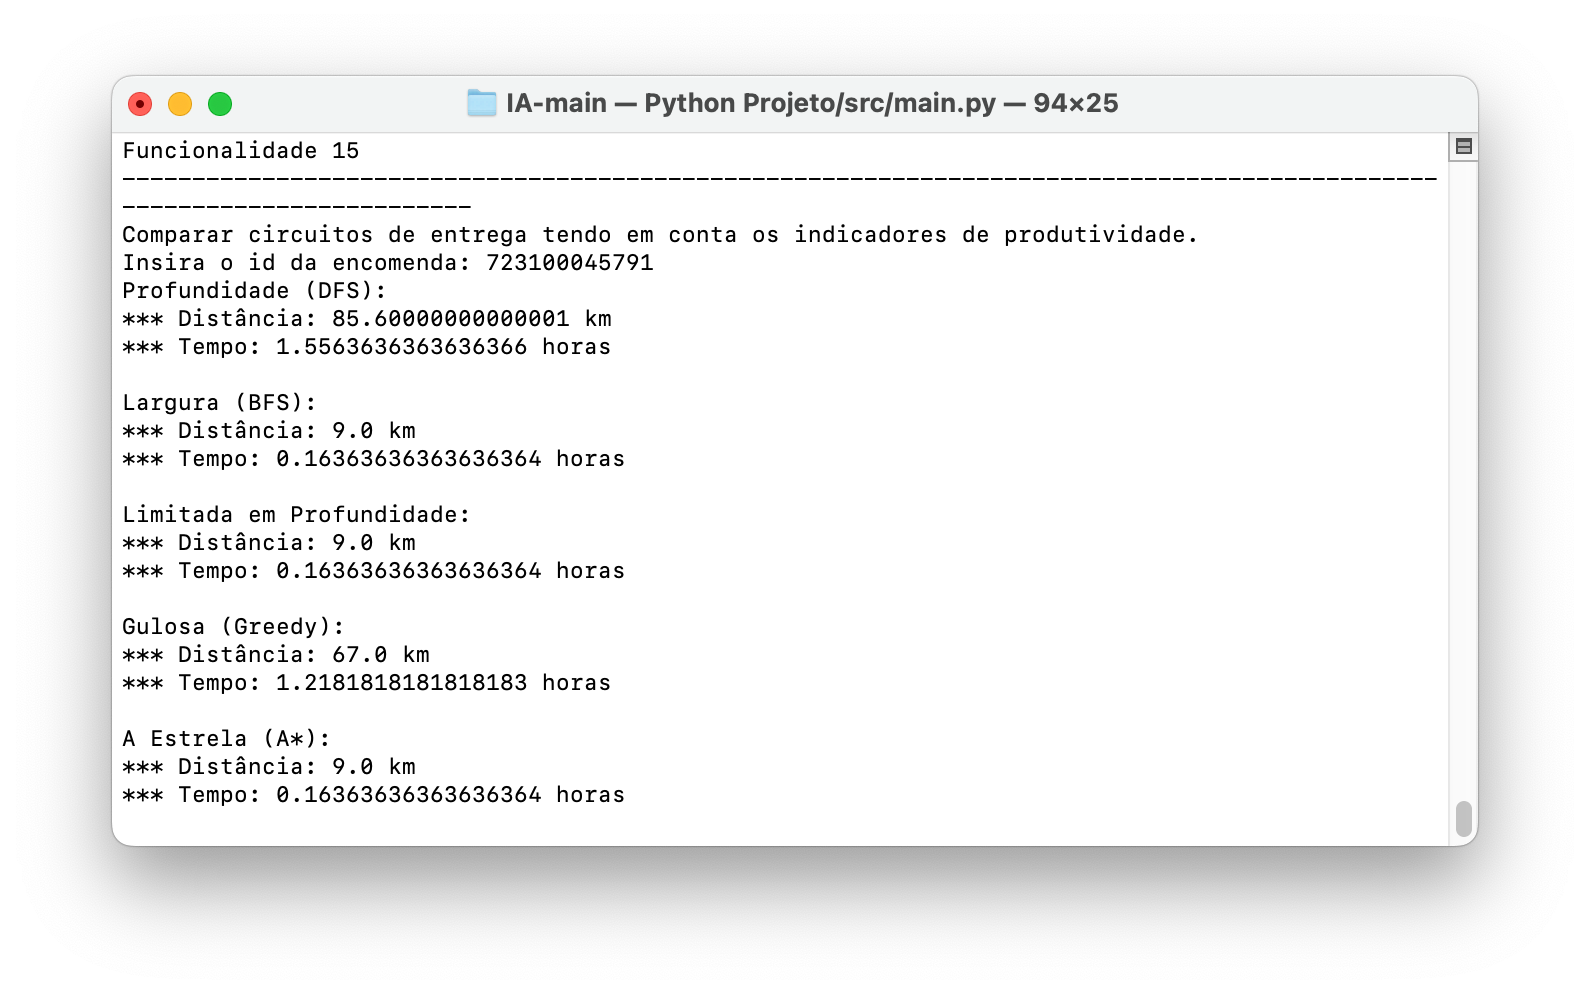 IA-main — Python Projeto/src/main.py — 94×25
Funcionalidade 15
----------------------------------------------------------------------------------------------
-------------------------
Comparar circuitos de entrega tendo em conta os indicadores de produtividade.
Insira o id da encomenda: 723100045791
Profundidade (DFS):
*** Distância: 85.60000000000001 km
*** Tempo: 1.5563636363636366 horas
Largura (BFS):
*** Distância: 9.0 km
*** Tempo: 0.16363636363636364 horas
Limitada em Profundidade:
*** Distância: 9.0 km
*** Tempo: 0.16363636363636364 horas
Gulosa (Greedy):
*** Distância: 67.0 km
*** Tempo: 1.2181818181818183 horas
A Estrela (A*):
*** Distância: 9.0 km
*** Tempo: 0.16363636363636364 horas